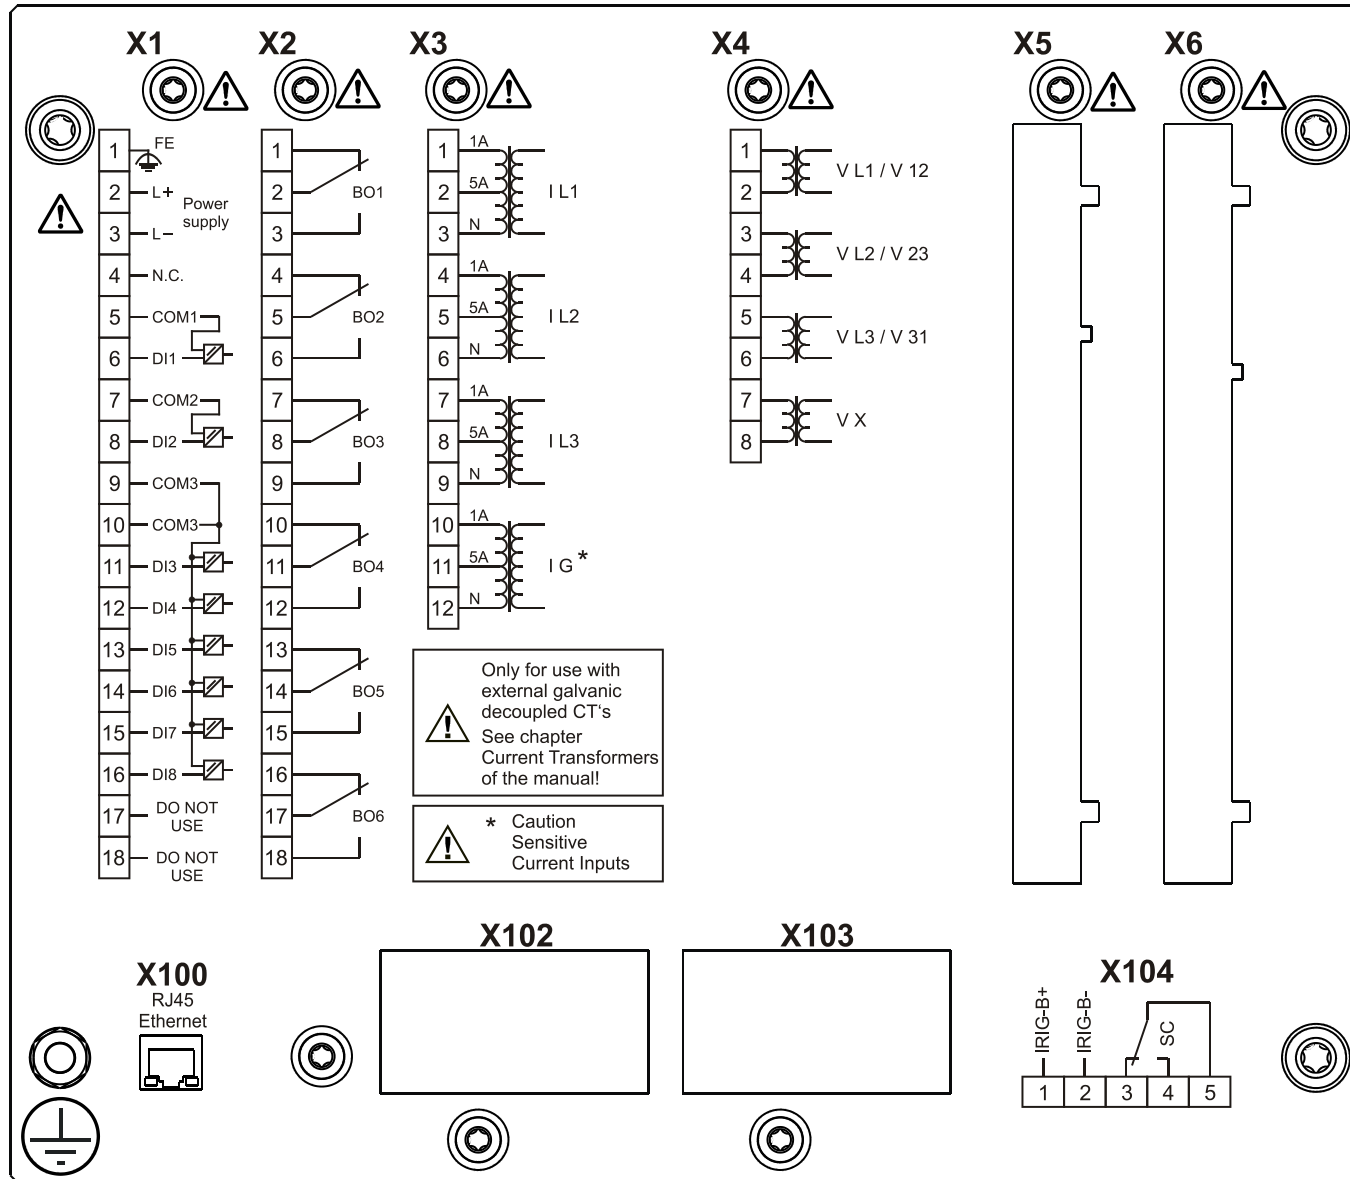 X1 X2 X3 X4 X5 X6
1 FE
2 L+
Power
supply
3 L-
4 N.C.
5 COM1
6 DI1
7 COM2
8 DI2
9 COM3
10 COM3
11 DI3
12 DI4
13 DI5
14 DI6
15 DI7
16 DI8
17 DO NOT
USE
18 DO NOT
USE
1
2 BO1
3
4
5 BO2
6
7
8 BO3
9
10
11 BO4
12
13
14 BO5
15
16
17 BO6
18
1 1A
2 5A I L1
3 N
4 1A
5 5A I L2
6 N
7 1A
8 5A I L3
9 N
10 1A
11 5A I G *
12 N
Only for use with
external galvanic
decoupled CT's
See chapter
Current Transformers
of the manual!
* Caution
Sensitive
Current Inputs
1
V L1 / V 12
2
3
V L2 / V 23
4
5
V L3 / V 31
6
7
V X
8
X100
RJ45
Ethernet
X102
X103
X104
IRIG-B+
IRIG-B-
SC
1 2 3 4 5